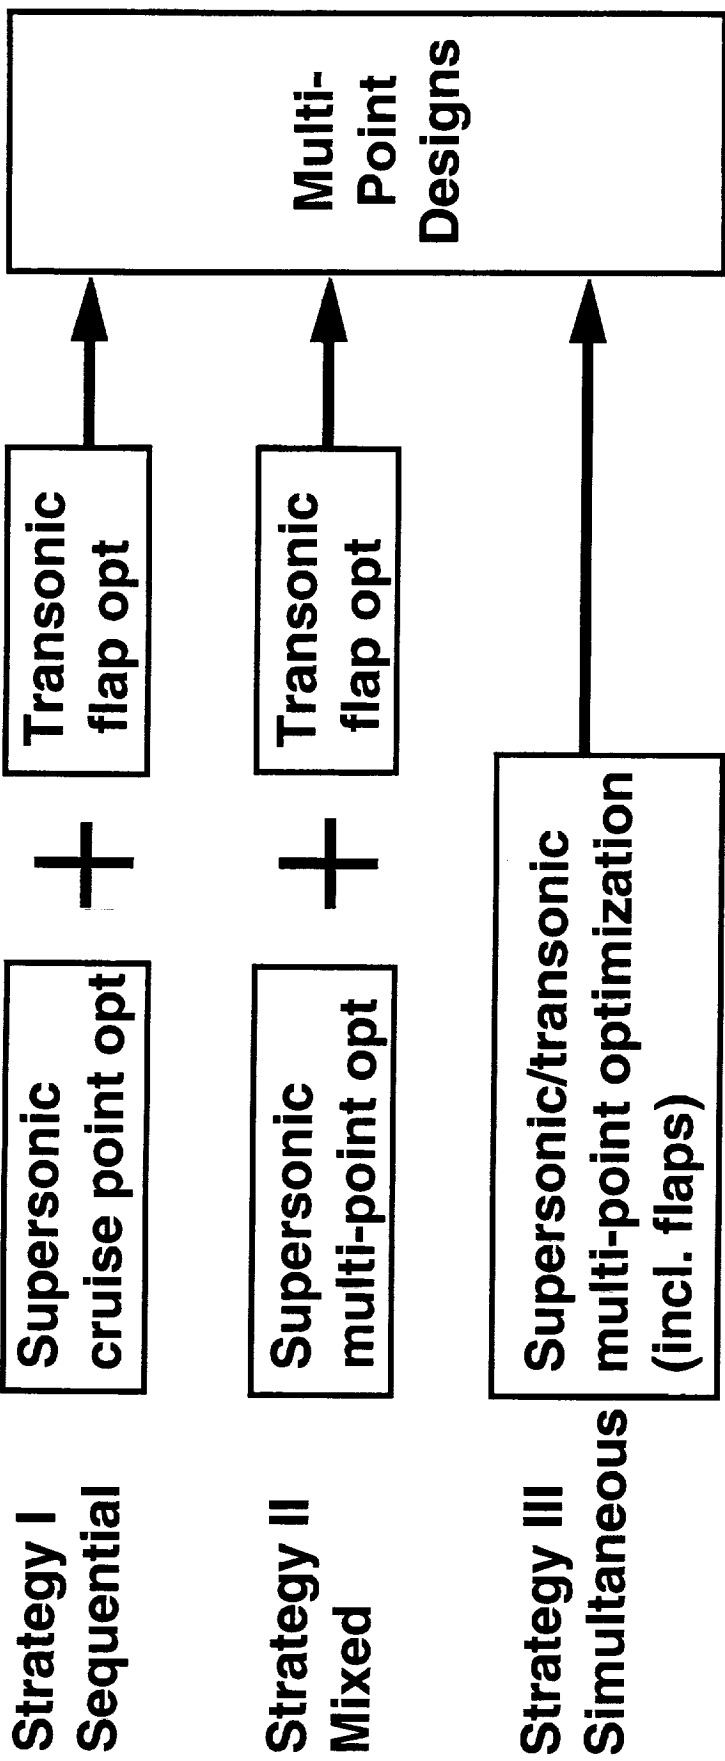 Strategy I
Sequential
Supersonic
cruise point opt
+
Transonic
flap opt
Strategy II
Mixed
Supersonic
multi-point opt
+
Transonic
flap opt
Strategy III
Simultaneous
Supersonic/transonic
multi-point optimization
(incl. flaps)
Multi-
Point
Designs